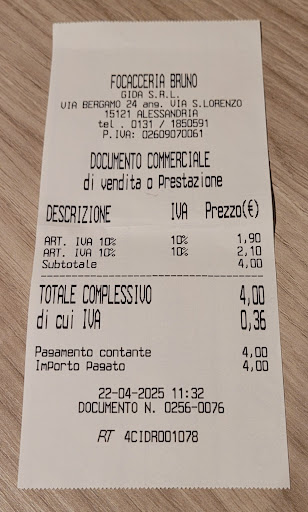 FOCACCERIA BRUNO
GIDA S.R.L.
VIA BERGAMO 24 ang. VIA S.LORENZO
15121 ALESSANDRIA
tel . 0131 / 1850591
P.IVA: 02609070061
DOCUMENTO COMMERCIALE
di vendita o Prestazione
DESCRIZIONE IVA Prezzo(€)
ART. IVA 10% 10% 1,90
ART. IVA 10% 10% 2,10
Subtotale 4,00
TOTALE COMPLESSIVO 4,00
di cui IVA 0,36
Pagamento contante 4,00
Importo Pagato 4,00
22-04-2025 11:32
DOCUMENTO N. 0256-0076
RT 4CIDR001078